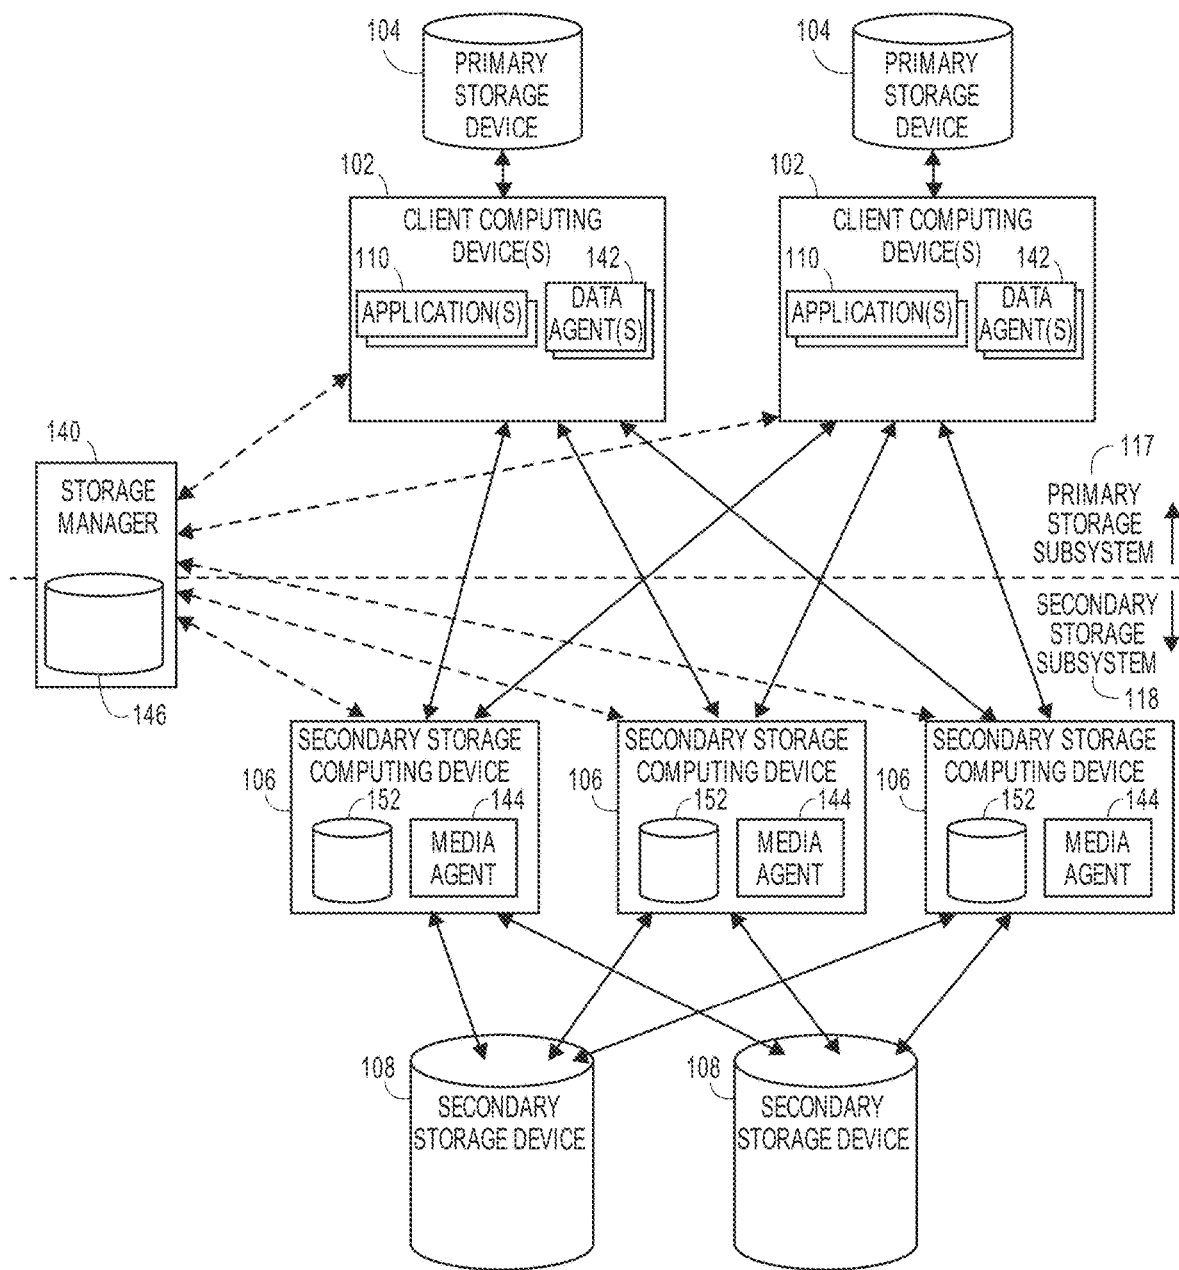 104
PRIMARY
STORAGE
DEVICE
104
PRIMARY
STORAGE
DEVICE
102
CLIENT COMPUTING
DEVICE(S)
110
APPLICATION(S)
142
DATA
AGENT(S)
102
CLIENT COMPUTING
DEVICE(S)
110
APPLICATION(S)
142
DATA
AGENT(S)
140
STORAGE
MANAGER
146
117
PRIMARY
STORAGE
SUBSYSTEM
SECONDARY
STORAGE
SUBSYSTEM
118
SECONDARY STORAGE
COMPUTING DEVICE
106
152
144
MEDIA
AGENT
SECONDARY STORAGE
COMPUTING DEVICE
106
152
144
MEDIA
AGENT
SECONDARY STORAGE
COMPUTING DEVICE
106
152
144
MEDIA
AGENT
108
SECONDARY
STORAGE DEVICE
108
SECONDARY
STORAGE DEVICE